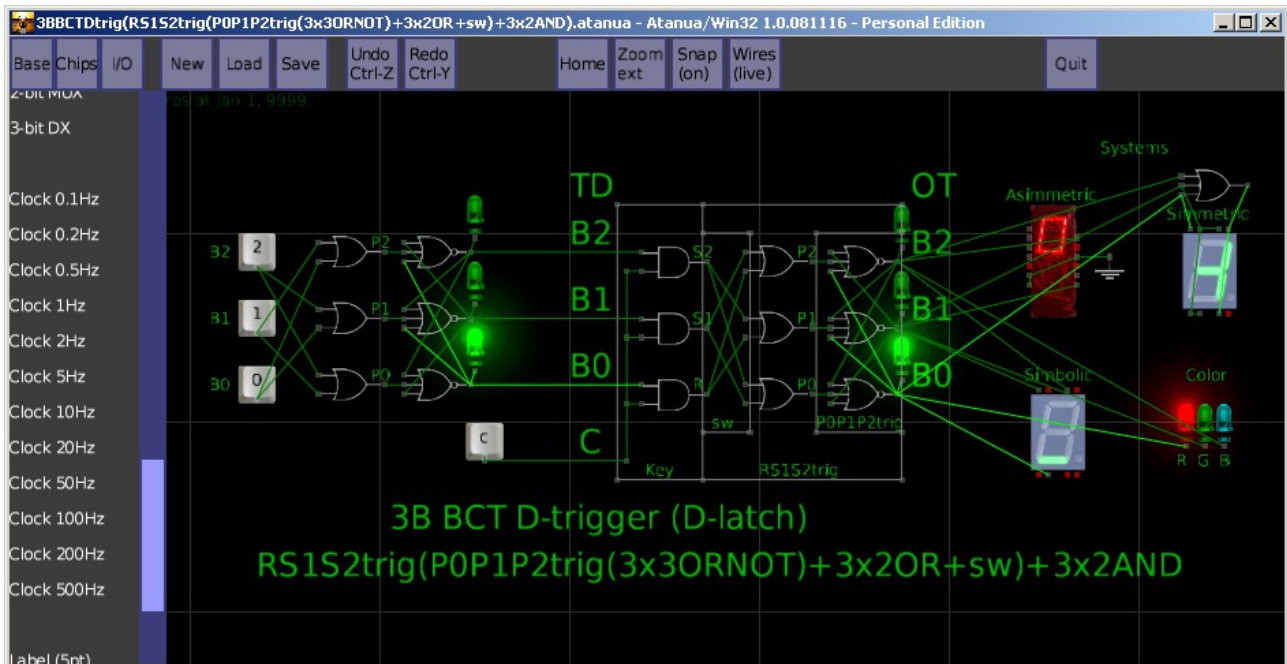 3BBCTDtrig(RS1S2trig(P0P1P2trig(3x3ORNOT)+3x2OR+sw)+3x2AND).atanua - Atanua/Win32 1.0.081116 - Personal Edition
Base Chips I/O New Load Save Undo Ctrl-Z Redo Ctrl-Y Home Zoom ext Snap (on) Wires (live) Quit
2-bit MUX
res at Jan 1, 9999
3-bit DX
Clock 0.1Hz
Clock 0.2Hz
Clock 0.5Hz
Clock 1Hz
Clock 2Hz
Clock 5Hz
Clock 10Hz
Clock 20Hz
Clock 50Hz
Clock 100Hz
Clock 200Hz
Clock 500Hz
Label (5pt)
Systems
TD
OT
Asimmetric
Simmetric
B2 2 P2 B2 S2 P2 B2
B1 1 P1 B1 S1 P1 B1
B0 0 P0 B0 R P0 B0
Simbolic
Color
C C
sw
P0P1P2trig
R G B
Key
RS1S2trig
3B BCT D-trigger (D-latch)
RS1S2trig(P0P1P2trig(3x3ORNOT)+3x2OR+sw)+3x2AND